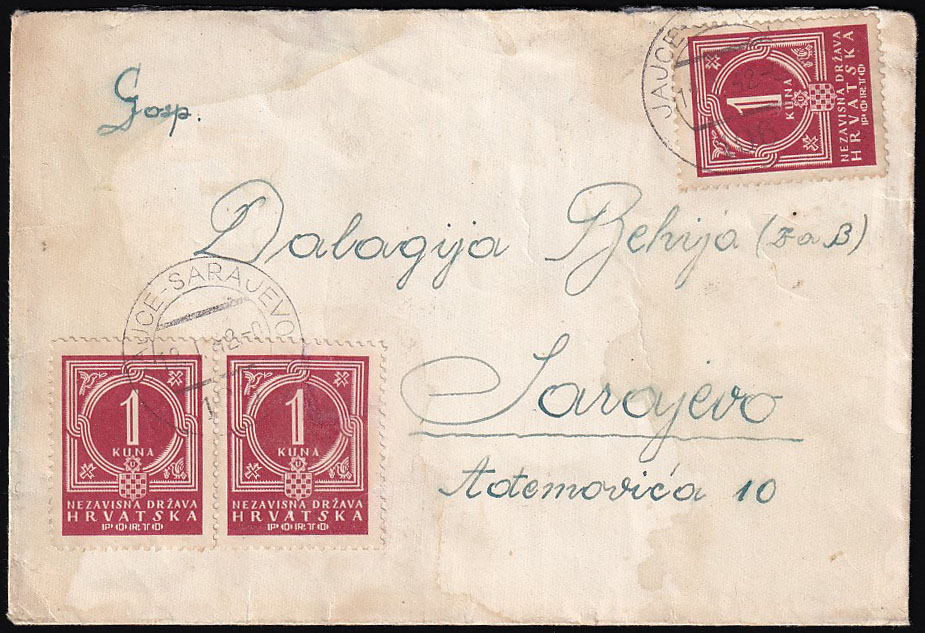 Gosp.
Dalagija Behija (za B)
Sarajevo
Ademovića 10
JAJCE
1
KUNA
NEZAVISNA DRŽAVA
HRVATSKA
PORTO
JAJCE-SARAJEVO
1
KUNA
NEZAVISNA DRŽAVA
HRVATSKA
PORTO
1
KUNA
NEZAVISNA DRŽAVA
HRVATSKA
PORTO